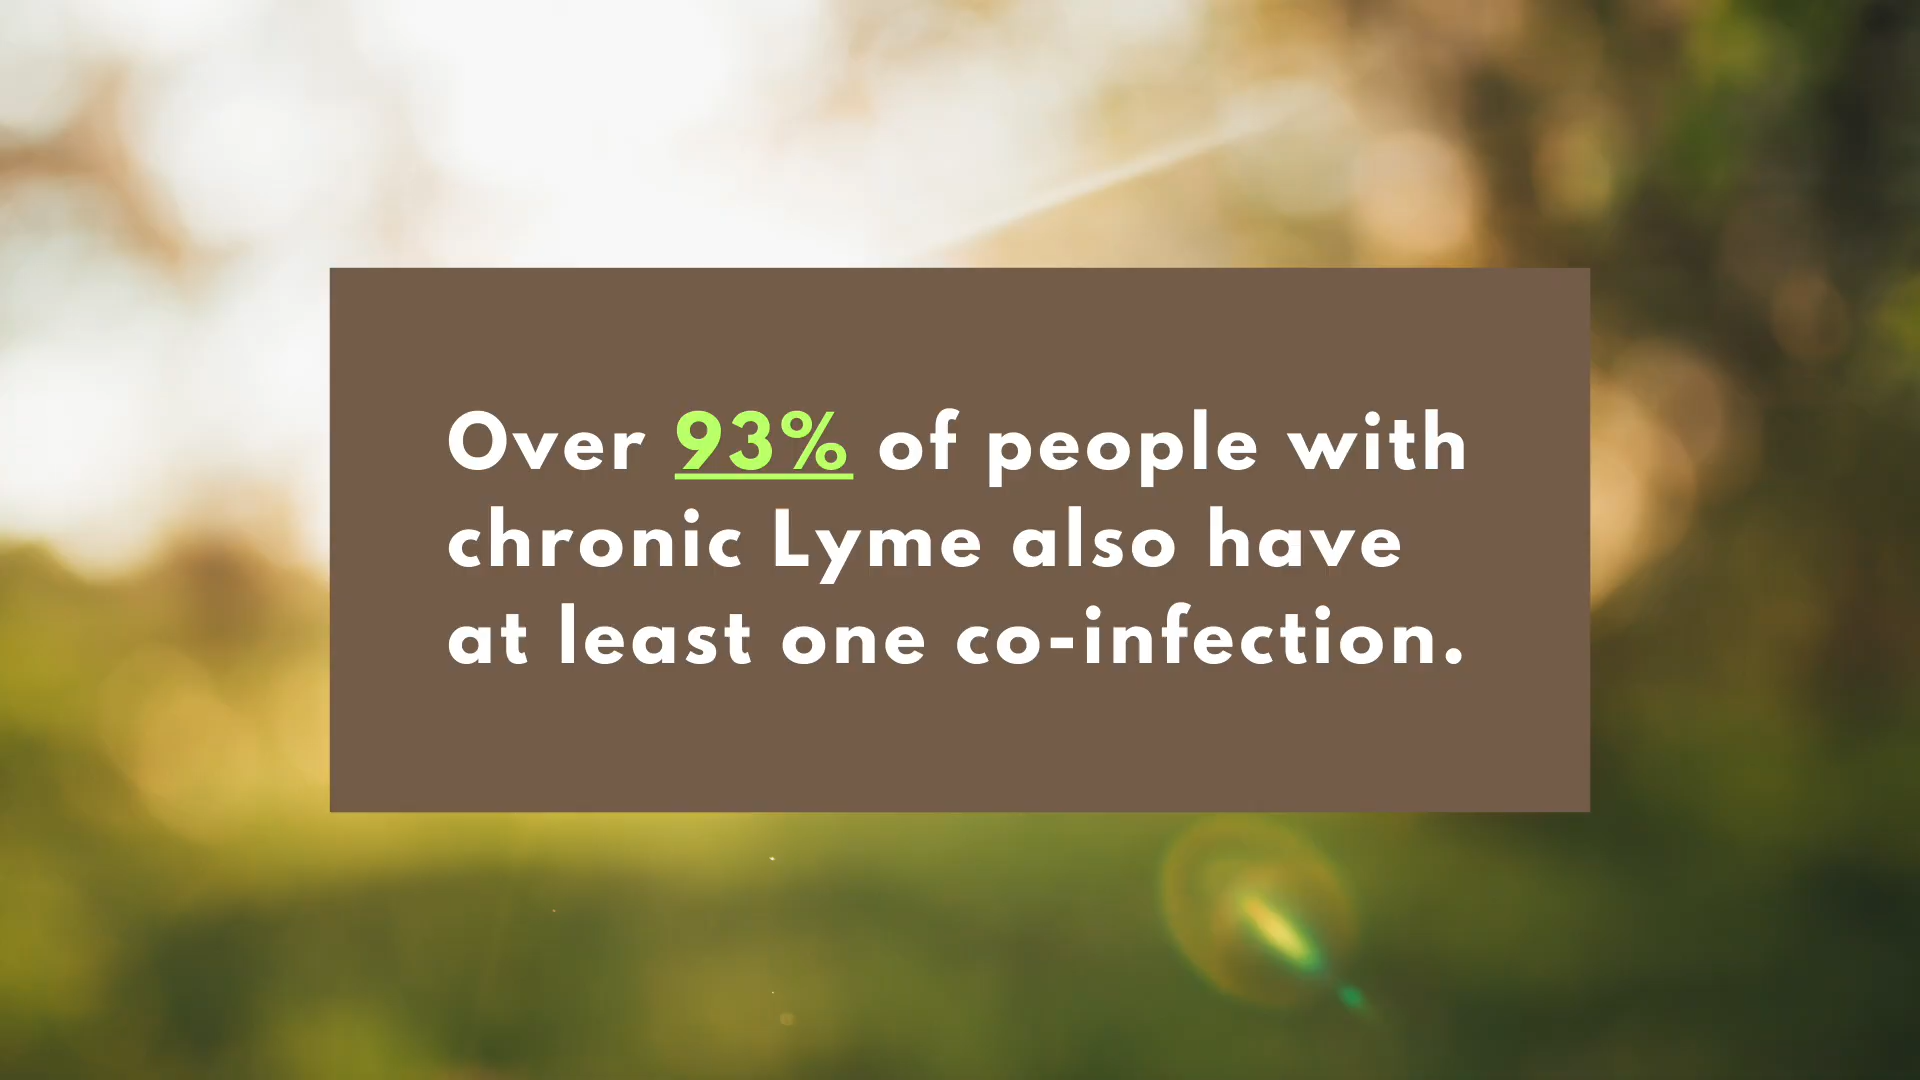 Over 93% of people with
chronic Lyme also have
at least one co-infection.